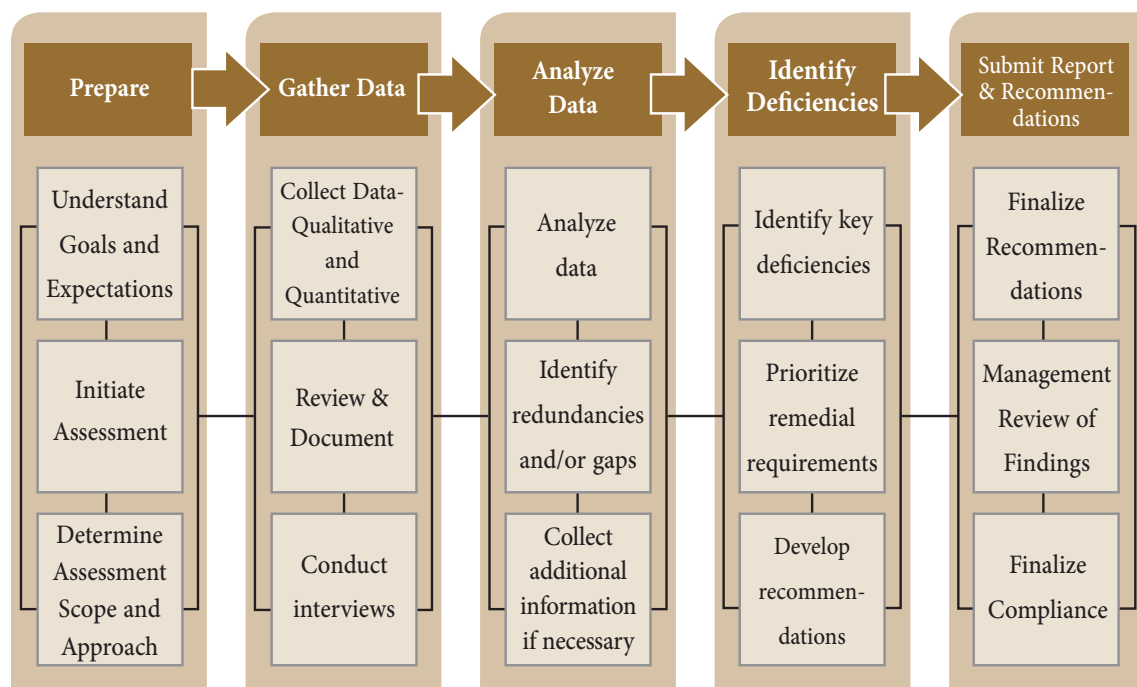 Prepare
Gather Data
Analyze
Data
Identify
Deficiencies
Submit Report
& Recommen-
dations
Understand
Goals and
Expectations
Initiate
Assessment
Determine
Assessment
Scope and
Approach
Collect Data-
Qualitative
and
Quantitative
Review &
Document
Conduct
interviews
Analyze
data
Identify
redundancies
and/or gaps
Collect
additional
information
if necessary
Identify key
deficiencies
Prioritize
remedial
requirements
Develop
recommen-
dations
Finalize
Recommen-
dations
Management
Review of
Findings
Finalize
Compliance